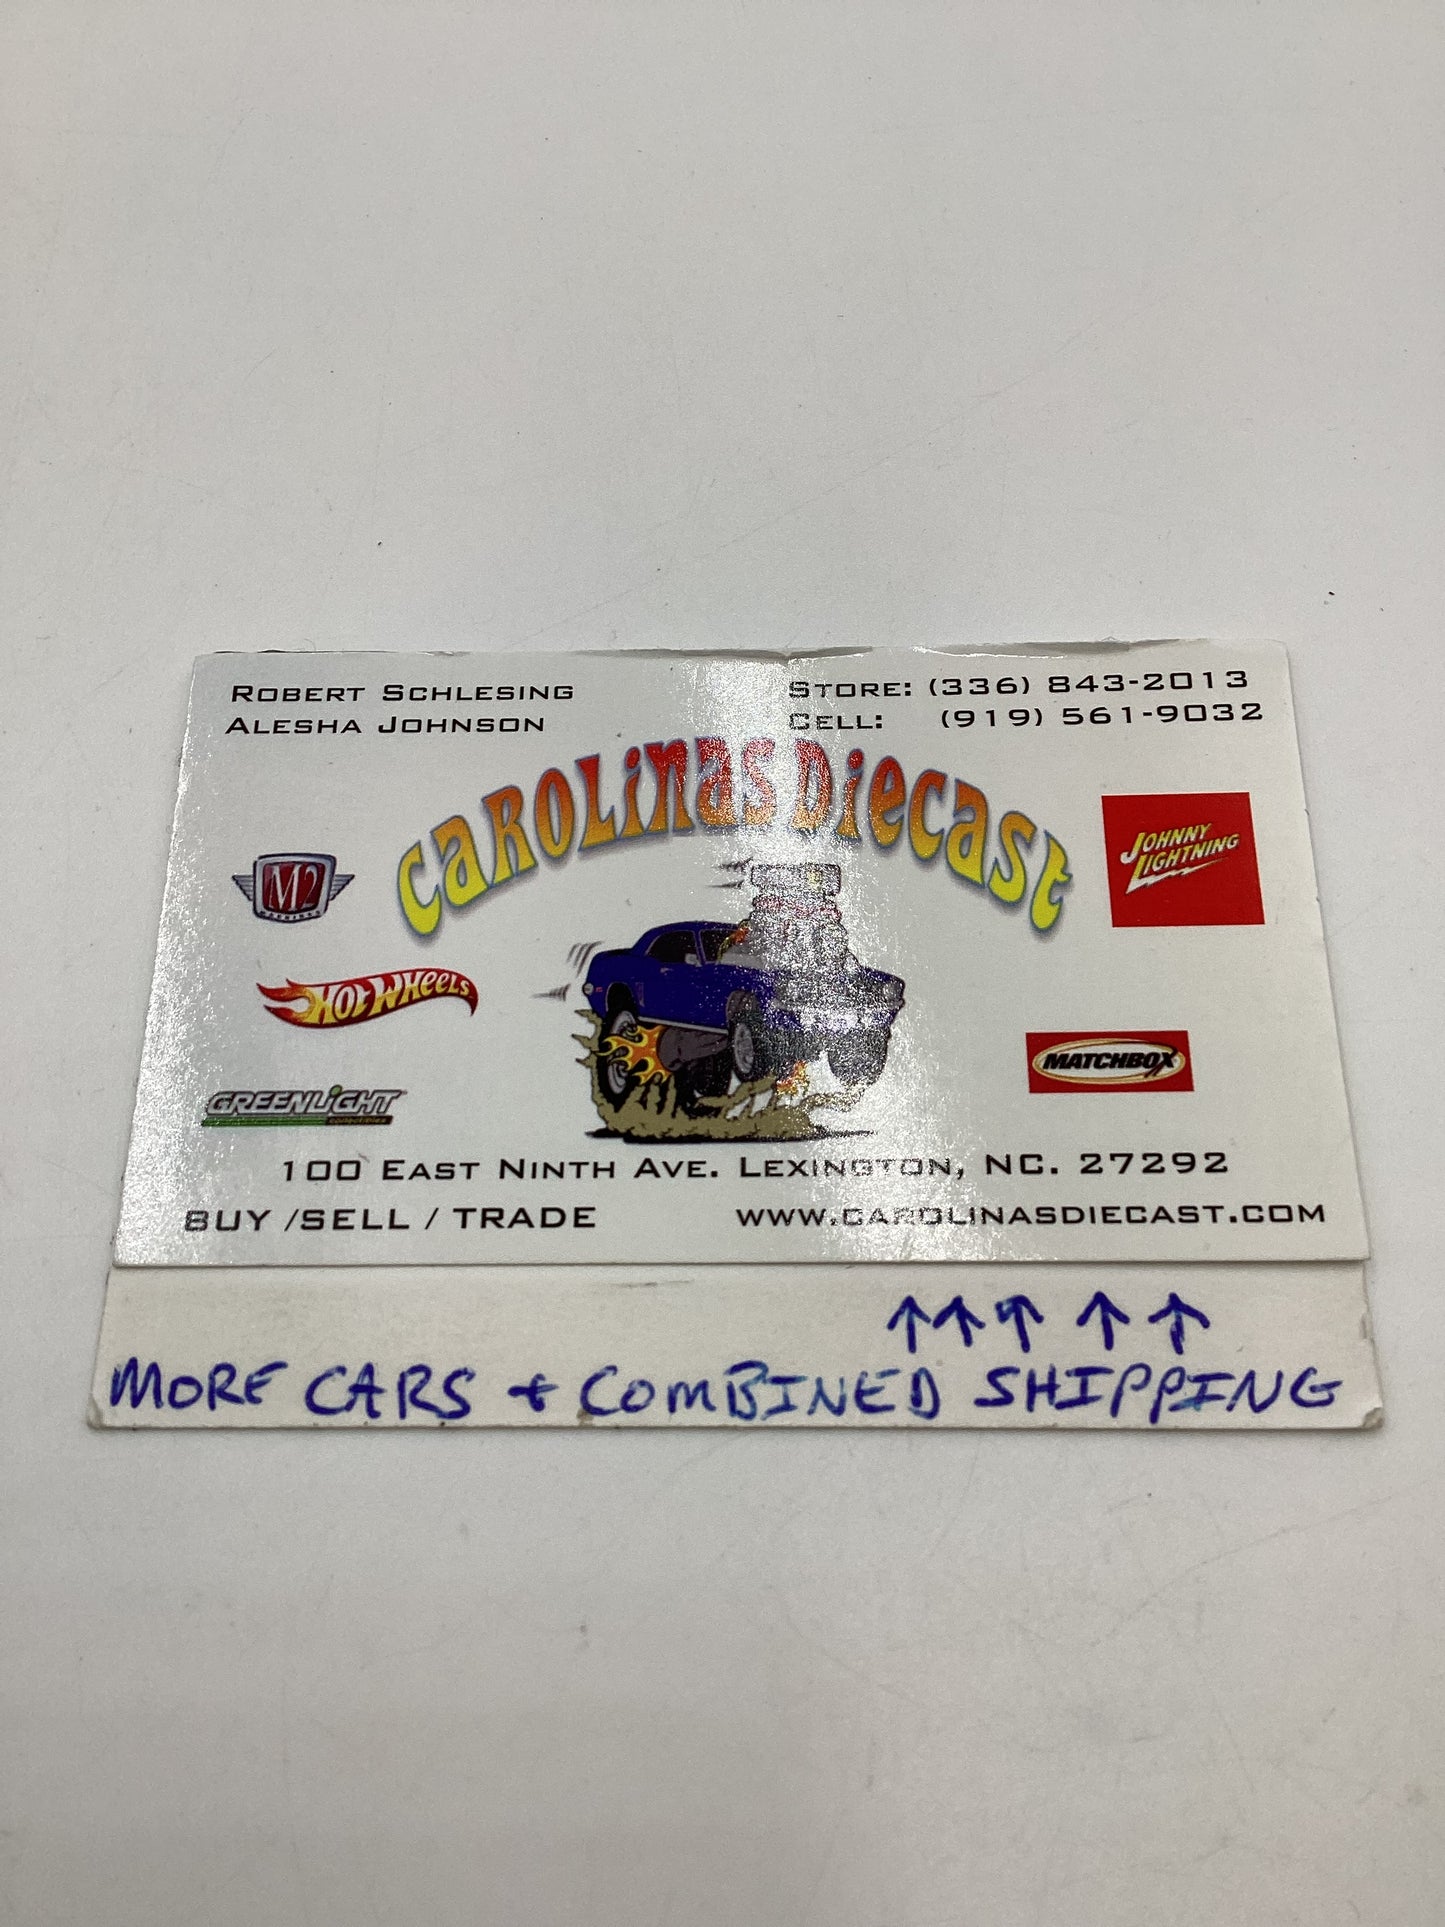 ROBERT SCHLESING
ALESHA JOHNSON
STORE: (336) 843-2013
CELL: (919) 561-9032
CAROLINAS DIECAST
M2
MACHINES
JOHNNY
LIGHTNING
HOT WHEELS
MATCHBOX
GREENLIGHT
collectibles
100 EAST NINTH AVE. LEXINGTON, NC. 27292
BUY /SELL / TRADE
WWW.CAROLINASDIECAST.COM
↑ ↑ ↑ ↑ ↑
MORE CARS + COMBINED SHIPPING